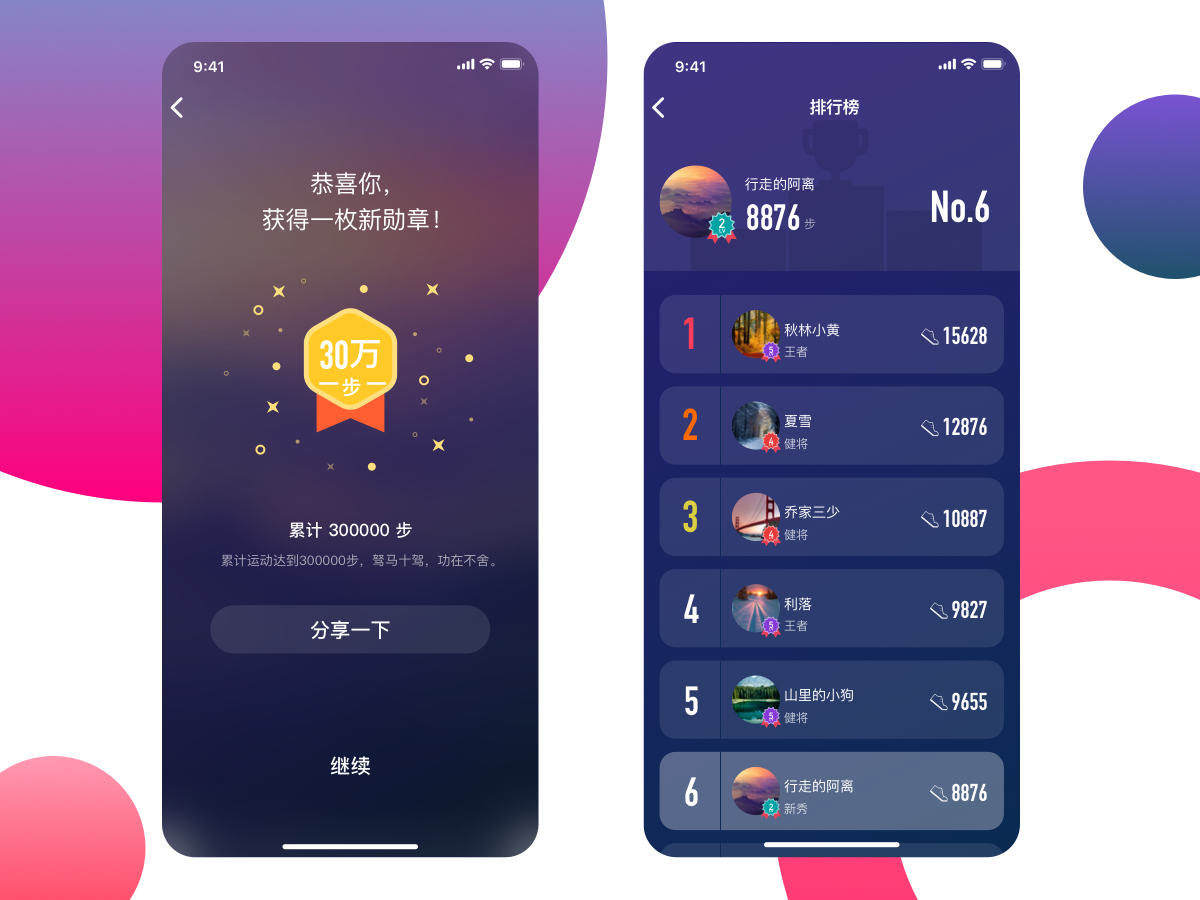 9:41
恭喜你,
获得一枚新勋章!
30万
步
累计 300000 步
累计运动达到300000步，驽马十驾，功在不舍。
分享一下
继续
9:41
排行榜
行走的阿离
8876 步
2
LV
No.6
1
秋林小黄
5
王者
15628
2
夏雪
4
健将
12876
3
乔家三少
4
健将
10887
4
利落
5
王者
9827
5
山里的小狗
5
健将
9655
6
行走的阿离
2
新秀
8876